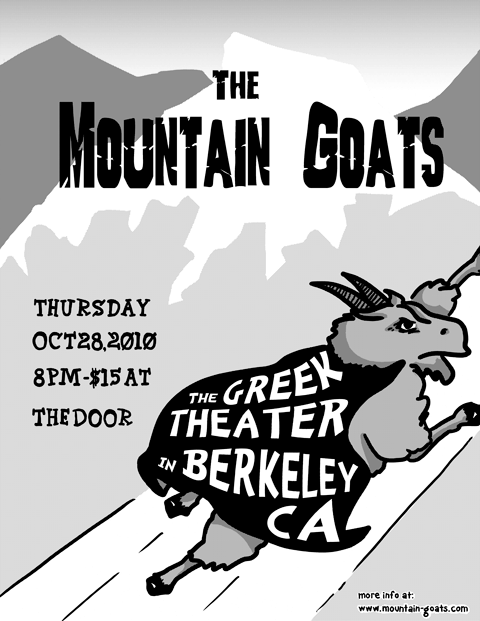 THE
MOUNTAIN GOATS
THURSDAY
OCT28,2010
8PM-$15 AT
THE DOOR
THE GREEK
THEATER
IN BERKELEY
CA
more info at:
www.mountain-goats.com